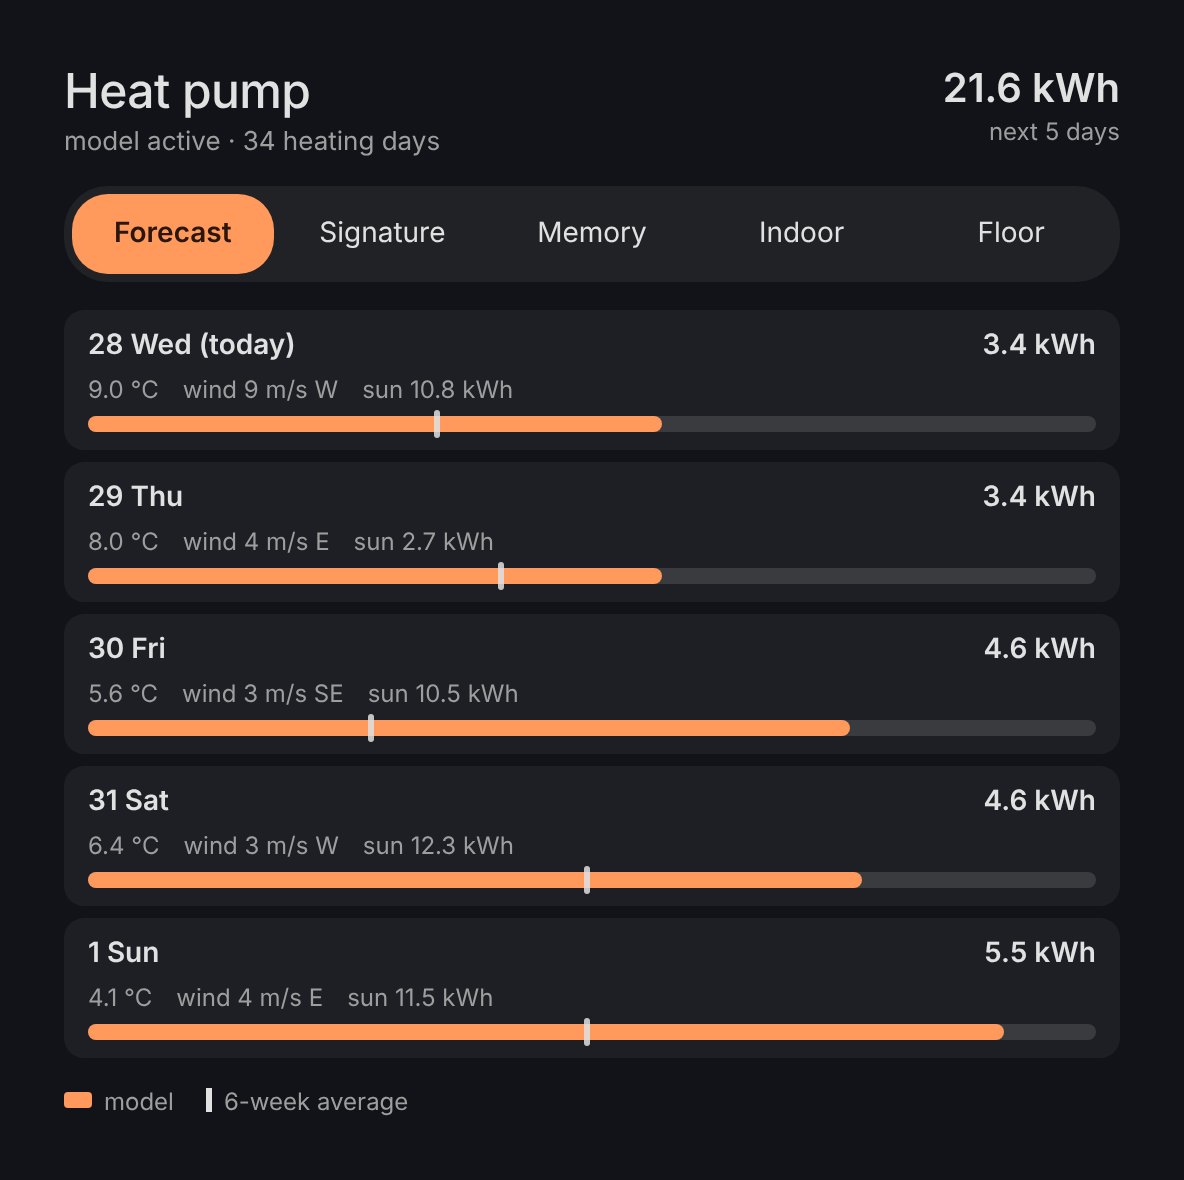 Heat pump
21.6 kWh
model active · 34 heating days
next 5 days
Forecast Signature Memory Indoor Floor
28 Wed (today) 3.4 kWh
9.0 °C wind 9 m/s W sun 10.8 kWh
29 Thu 3.4 kWh
8.0 °C wind 4 m/s E sun 2.7 kWh
30 Fri 4.6 kWh
5.6 °C wind 3 m/s SE sun 10.5 kWh
31 Sat 4.6 kWh
6.4 °C wind 3 m/s W sun 12.3 kWh
1 Sun 5.5 kWh
4.1 °C wind 4 m/s E sun 11.5 kWh
model 6-week average